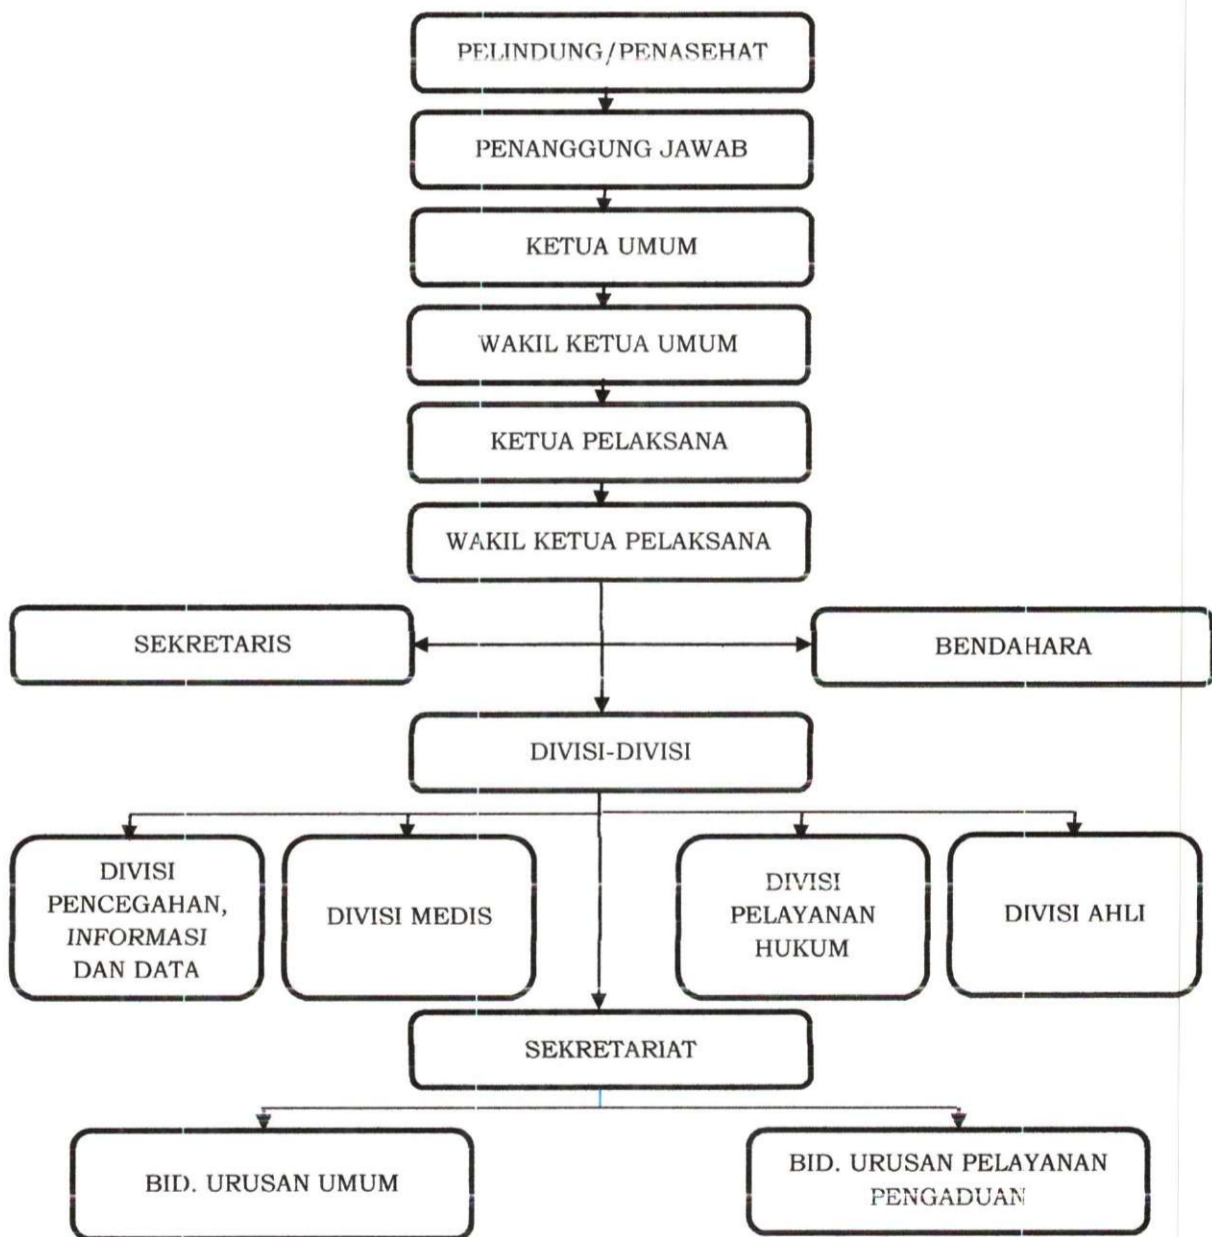 PELINDUNG/PENASEHAT
PENANGGUNG JAWAB
KETUA UMUM
WAKIL KETUA UMUM
KETUA PELAKSANA
WAKIL KETUA PELAKSANA
SEKRETARIS
BENDAHARA
DIVISI-DIVISI
DIVISI
PENCEGAHAN,
INFORMASI
DAN DATA
DIVISI MEDIS
DIVISI
PELAYANAN
HUKUM
DIVISI AHLI
SEKRETARIAT
BID. URUSAN UMUM
BID. URUSAN PELAYANAN
PENGADUAN